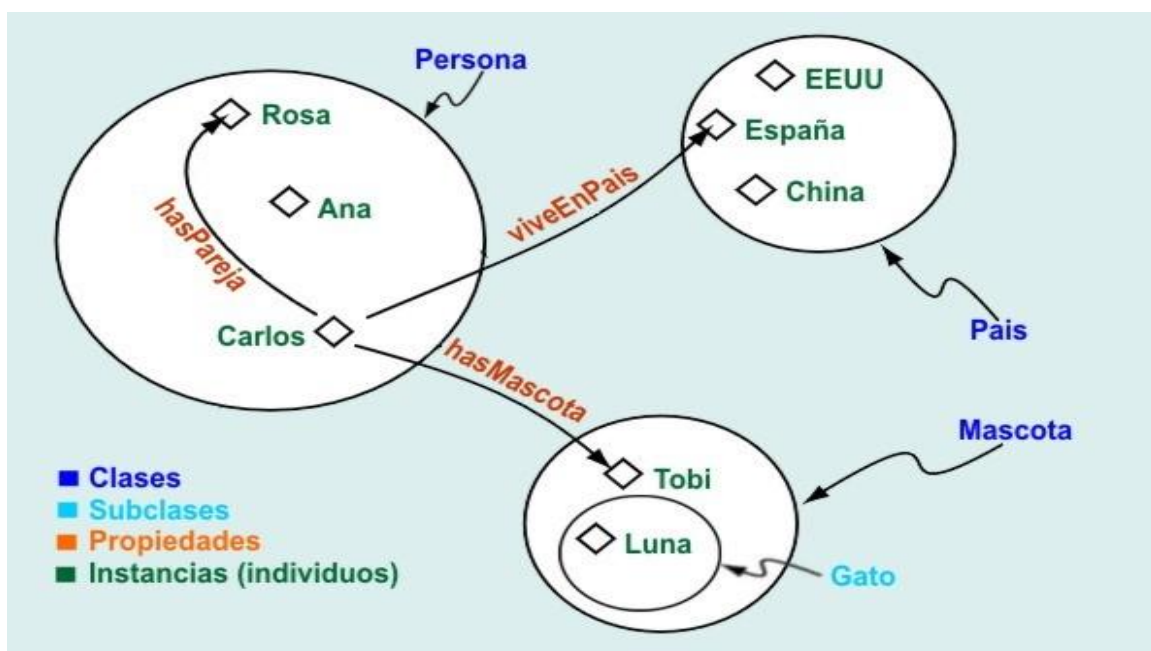 Persona
Rosa
Ana
Carlos
hasPareja
viveEnPais
hasMascota
EEUU
España
China
Pais
Mascota
Tobi
Luna
Gato
Clases
Subclases
Propiedades
Instancias (individuos)